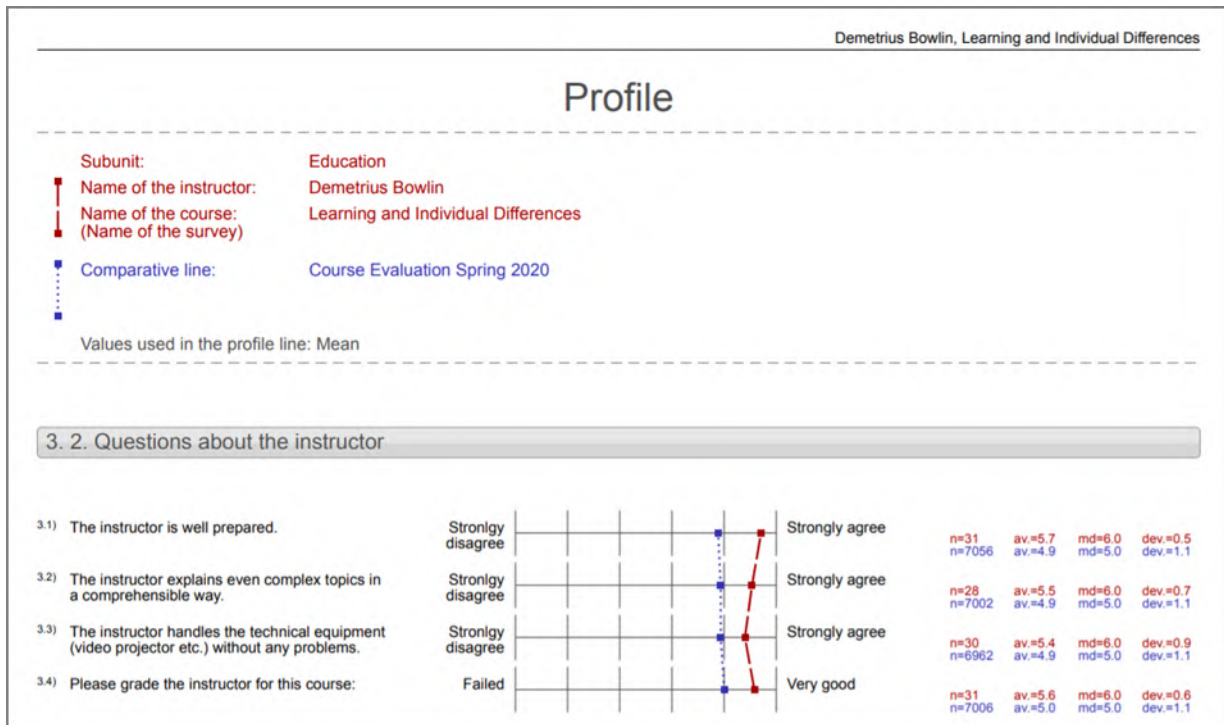 Demetrius Bowlin, Learning and Individual Differences
Profile
Subunit: Education
Name of the instructor: Demetrius Bowlin
Name of the course: Learning and Individual Differences
(Name of the survey)
Comparative line: Course Evaluation Spring 2020
Values used in the profile line: Mean
3. 2. Questions about the instructor
3.1) The instructor is well prepared. Stronlgy disagree Strongly agree
n=31 av.=5.7 md=6.0 dev.=0.5
n=7056 av.=4.9 md=5.0 dev.=1.1
3.2) The instructor explains even complex topics in
a comprehensible way. Stronlgy disagree Strongly agree
n=28 av.=5.5 md=6.0 dev.=0.7
n=7002 av.=4.9 md=5.0 dev.=1.1
3.3) The instructor handles the technical equipment
(video projector etc.) without any problems. Stronlgy disagree Strongly agree
n=30 av.=5.4 md=6.0 dev.=0.9
n=6962 av.=4.9 md=5.0 dev.=1.1
3.4) Please grade the instructor for this course: Failed Very good
n=31 av.=5.6 md=6.0 dev.=0.6
n=7006 av.=5.0 md=5.0 dev.=1.1